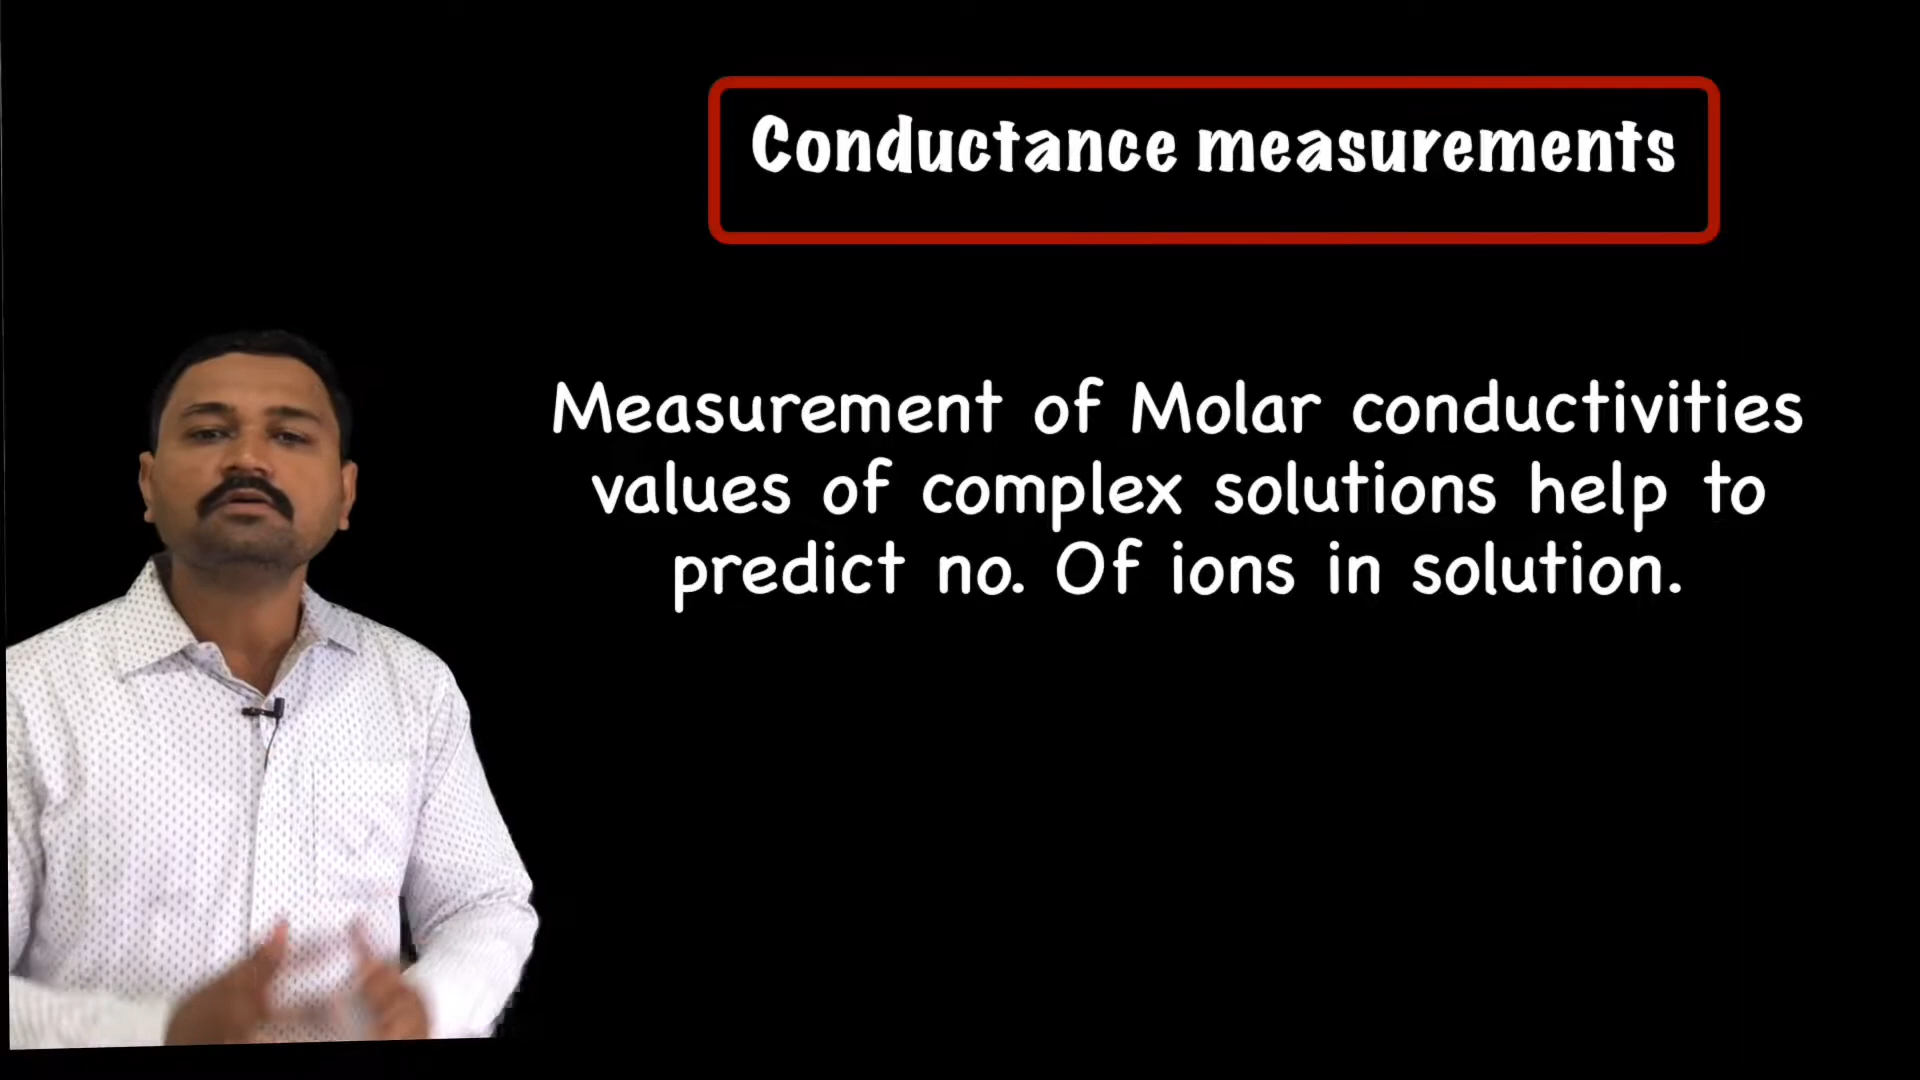 Conductance measurements
Measurement of Molar conductivities
values of complex solutions help to
predict no. Of ions in solution.